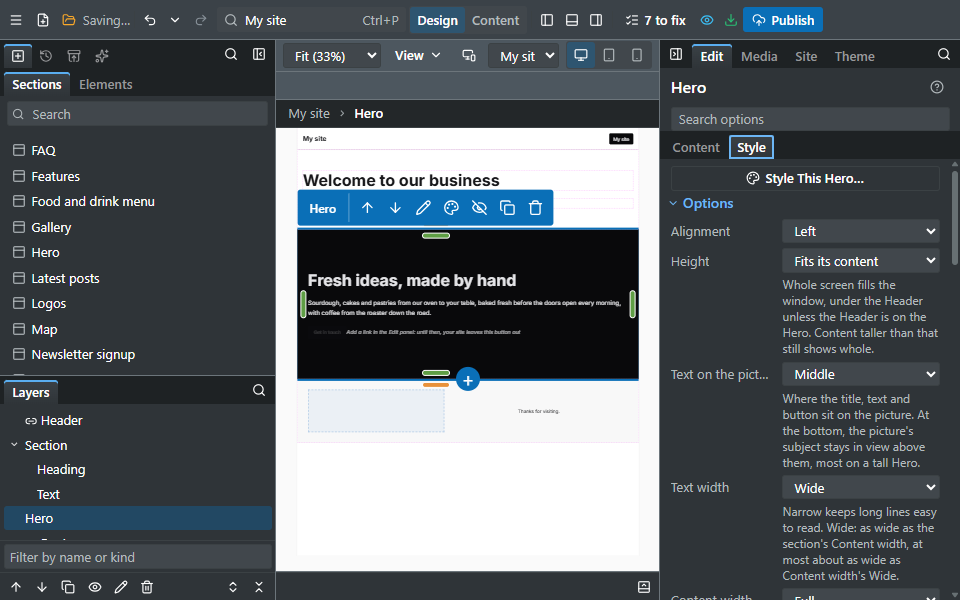 Saving...
My site
Ctrl+P
Design
Content
7 to fix
Publish
Sections
Elements
Search
FAQ
Features
Food and drink menu
Gallery
Hero
Latest posts
Logos
Map
Newsletter signup
Layers
Header
Section
Heading
Text
Hero
Filter by name or kind
Fit (33%)
View
My sit
My site › Hero
My site
My site
Welcome to our business
Hero
Fresh ideas, made by hand
Sourdough, cakes and pastries from our oven to your table, baked fresh before the doors open every morning,
with coffee from the roaster down the road.
Add a link in the Edit panel: until then, your site leaves this button out
Thanks for visiting.
Edit
Media
Site
Theme
Hero
Search options
Content
Style
Style This Hero...
Options
Alignment
Left
Height
Fits its content
Whole screen fills the
window, under the Header
unless the Header is on the
Hero. Content taller than that
still shows whole.
Text on the pict...
Middle
Where the title, text and
button sit on the picture. At
the bottom, the picture's
subject stays in view above
them, most on a tall Hero.
Text width
Wide
Narrow keeps long lines easy
to read. Wide: as wide as the
section's Content width, at
most about as wide as
Content width's Wide.
Content width
Full